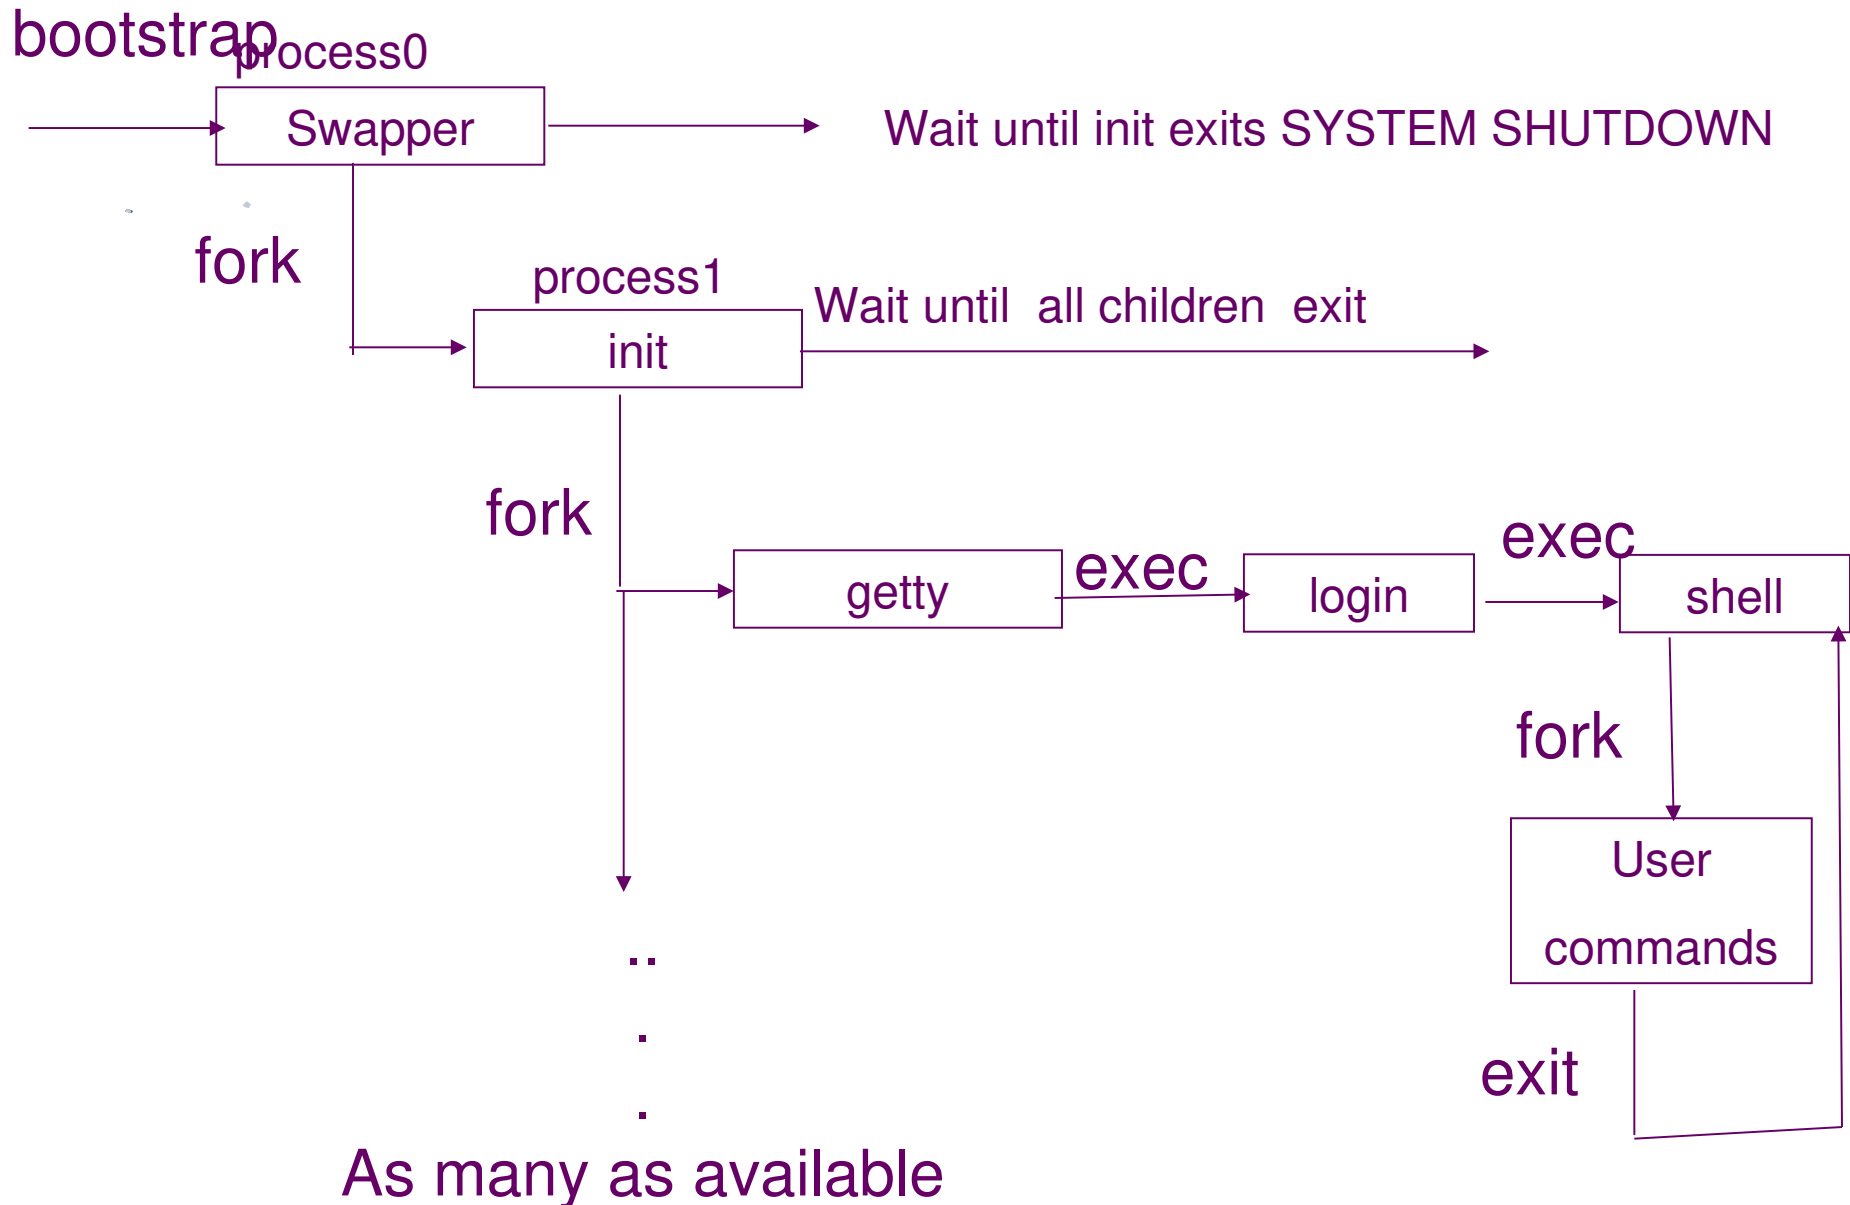 bootstrap
process0
Swapper
Wait until init exits SYSTEM SHUTDOWN
fork
process1
Wait until all children exit
init
fork
exec
exec
getty
login
shell
fork
User
commands
..
.
.
exit
As many as available